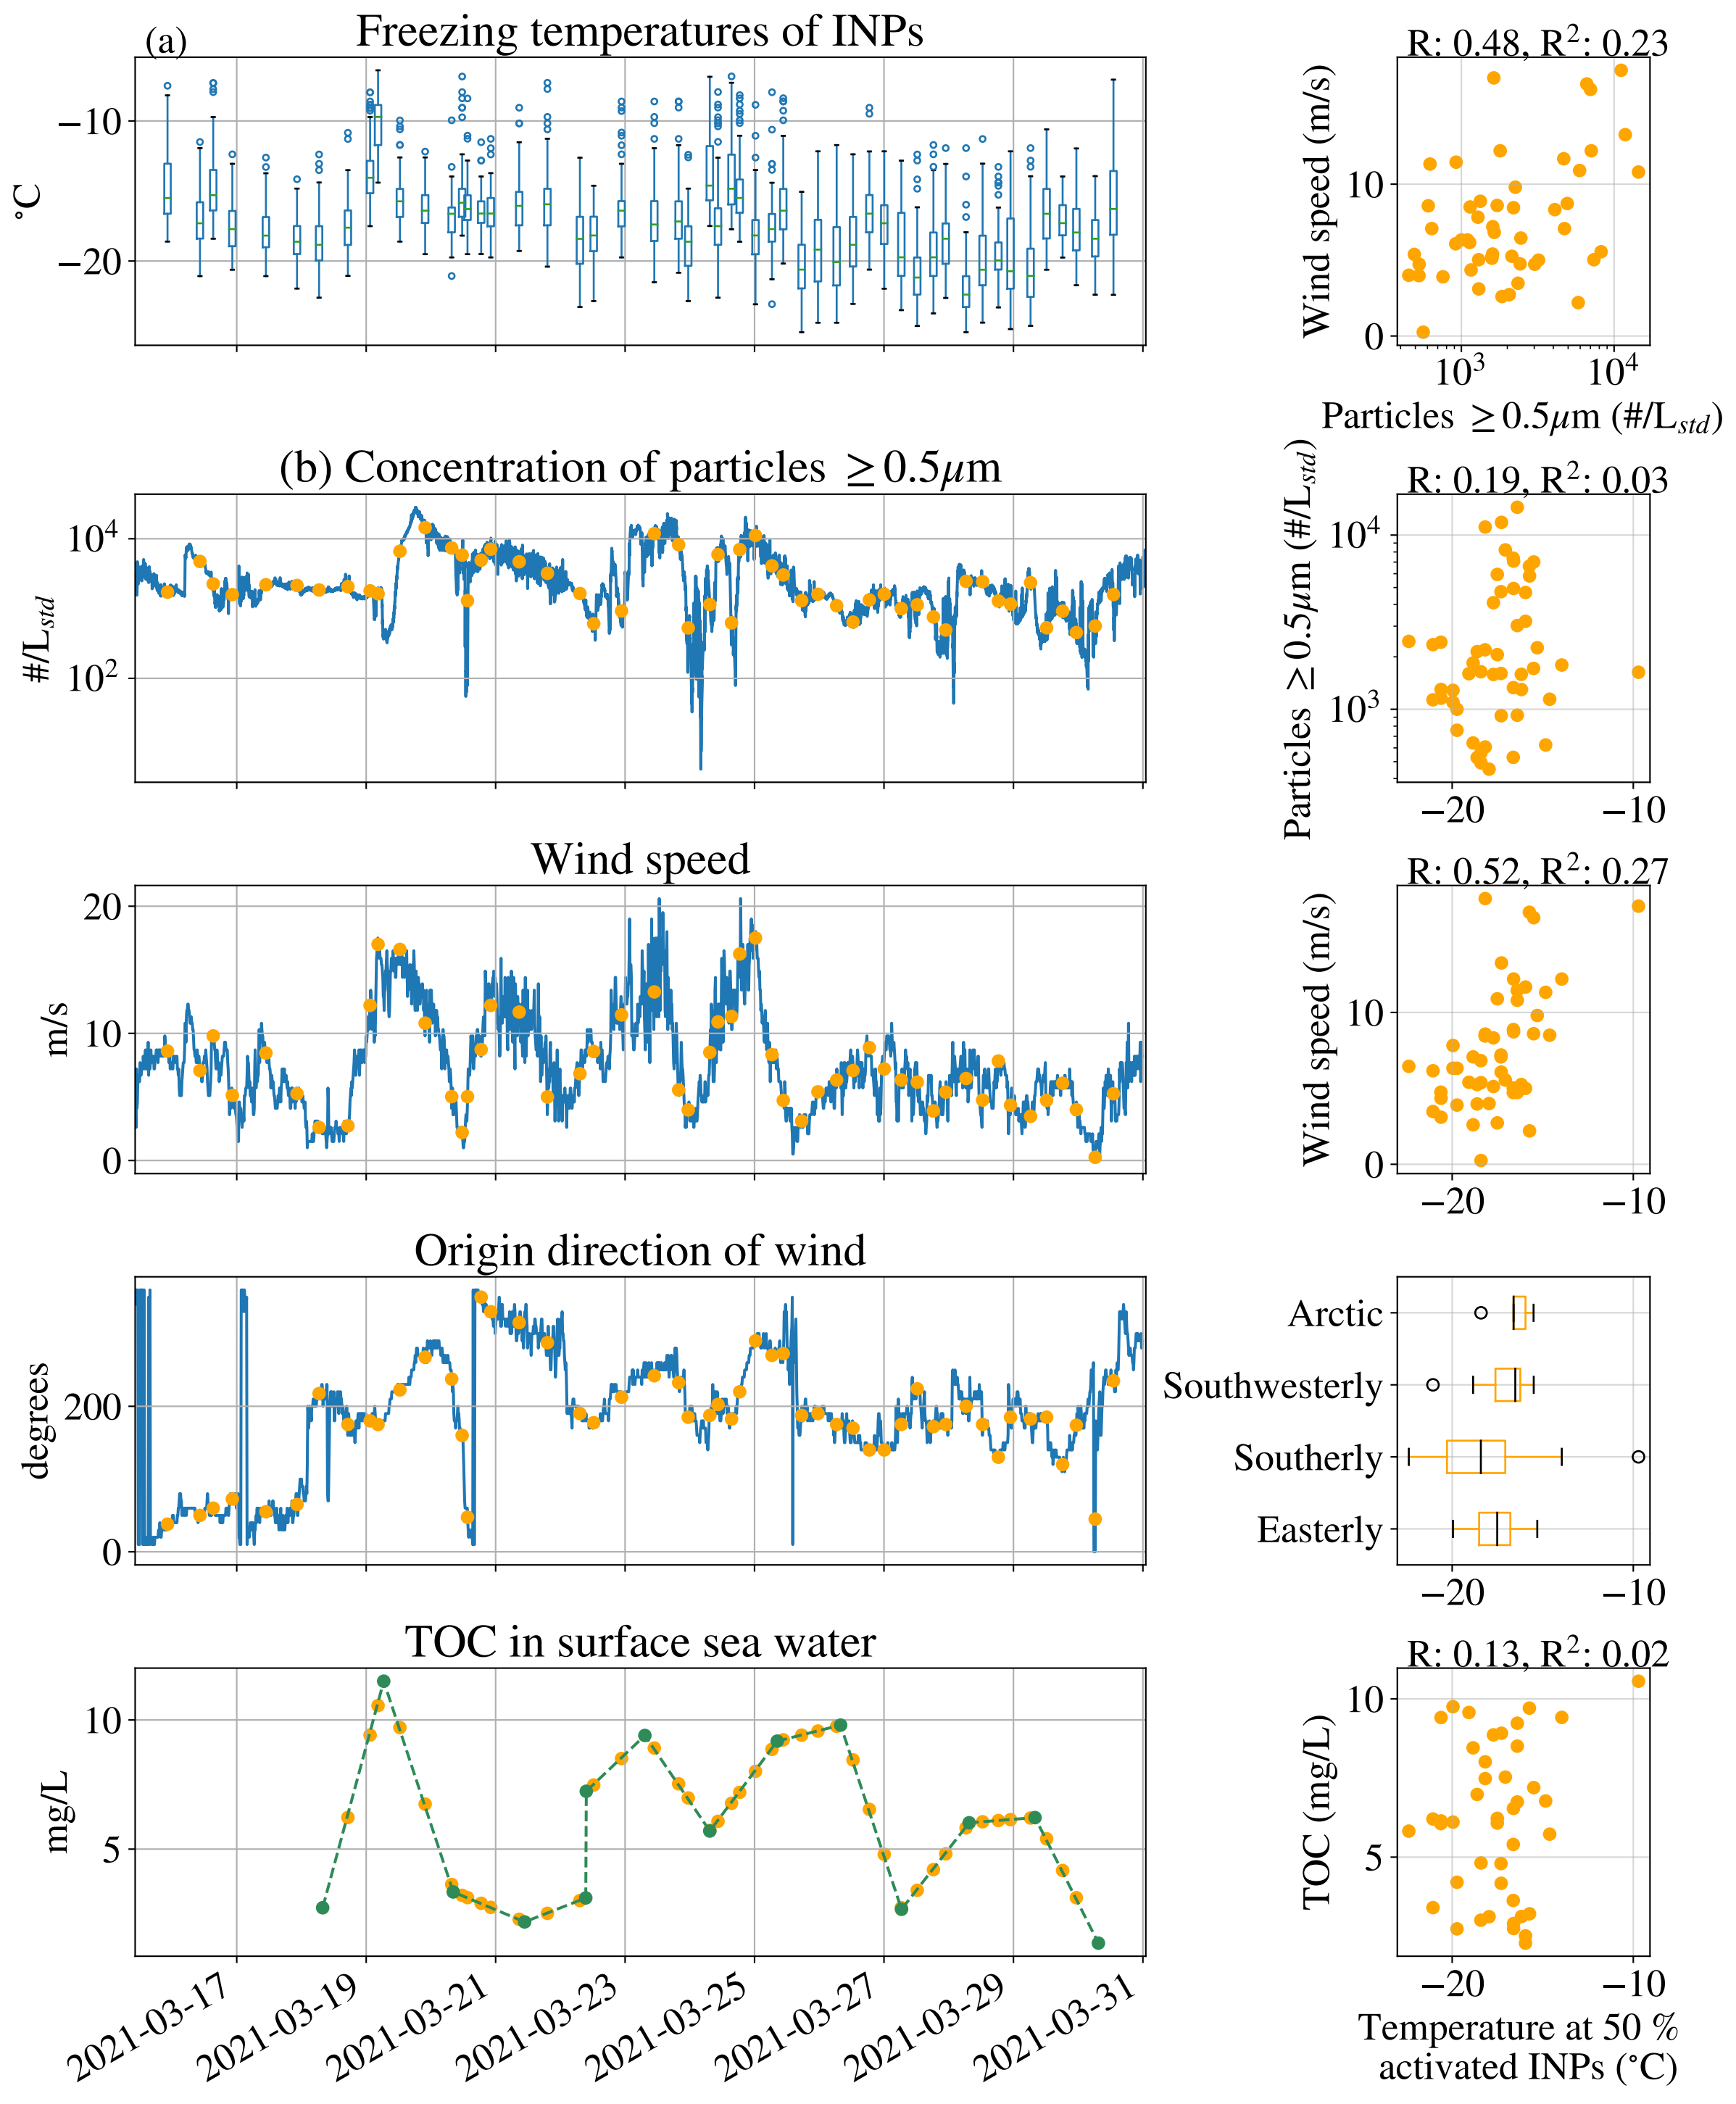 (a)
Freezing temperatures of INPs
°C
−10
−20
R: 0.48, R²: 0.23
Wind speed (m/s)
10
0
10³ 10⁴
Particles ≥0.5μm (#/Lstd)
(b) Concentration of particles ≥0.5μm
#/Lstd
10⁴
10²
R: 0.19, R²: 0.03
Particles ≥0.5μm (#/Lstd)
10⁴
10³
−20 −10
Wind speed
m/s
20
10
0
R: 0.52, R²: 0.27
Wind speed (m/s)
10
0
−20 −10
Origin direction of wind
degrees
200
0
Arctic
Southwesterly
Southerly
Easterly
−20 −10
TOC in surface sea water
mg/L
10
5
2021-03-17
2021-03-19
2021-03-21
2021-03-23
2021-03-25
2021-03-27
2021-03-29
2021-03-31
R: 0.13, R²: 0.02
TOC (mg/L)
10
5
−20 −10
Temperature at 50 %
activated INPs (°C)